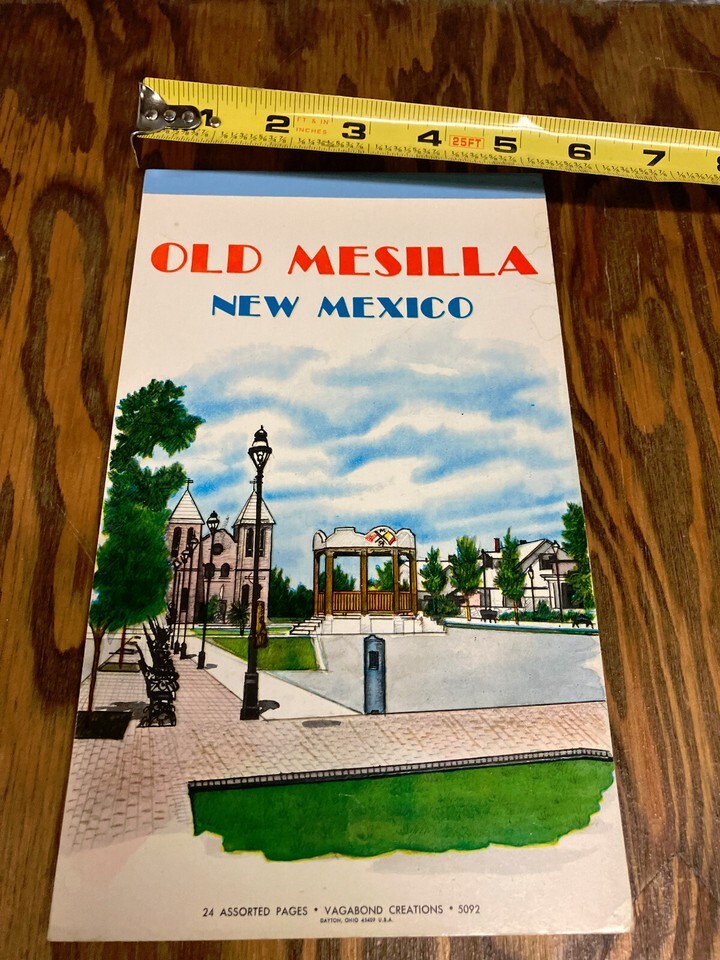 1 2 FT & IN 3 4 25FT 5 6 7 8
INCHES
OLD MESILLA
NEW MEXICO
24 ASSORTED PAGES • VAGABOND CREATIONS • 5092
DAYTON, OHIO 45409 U.S.A.